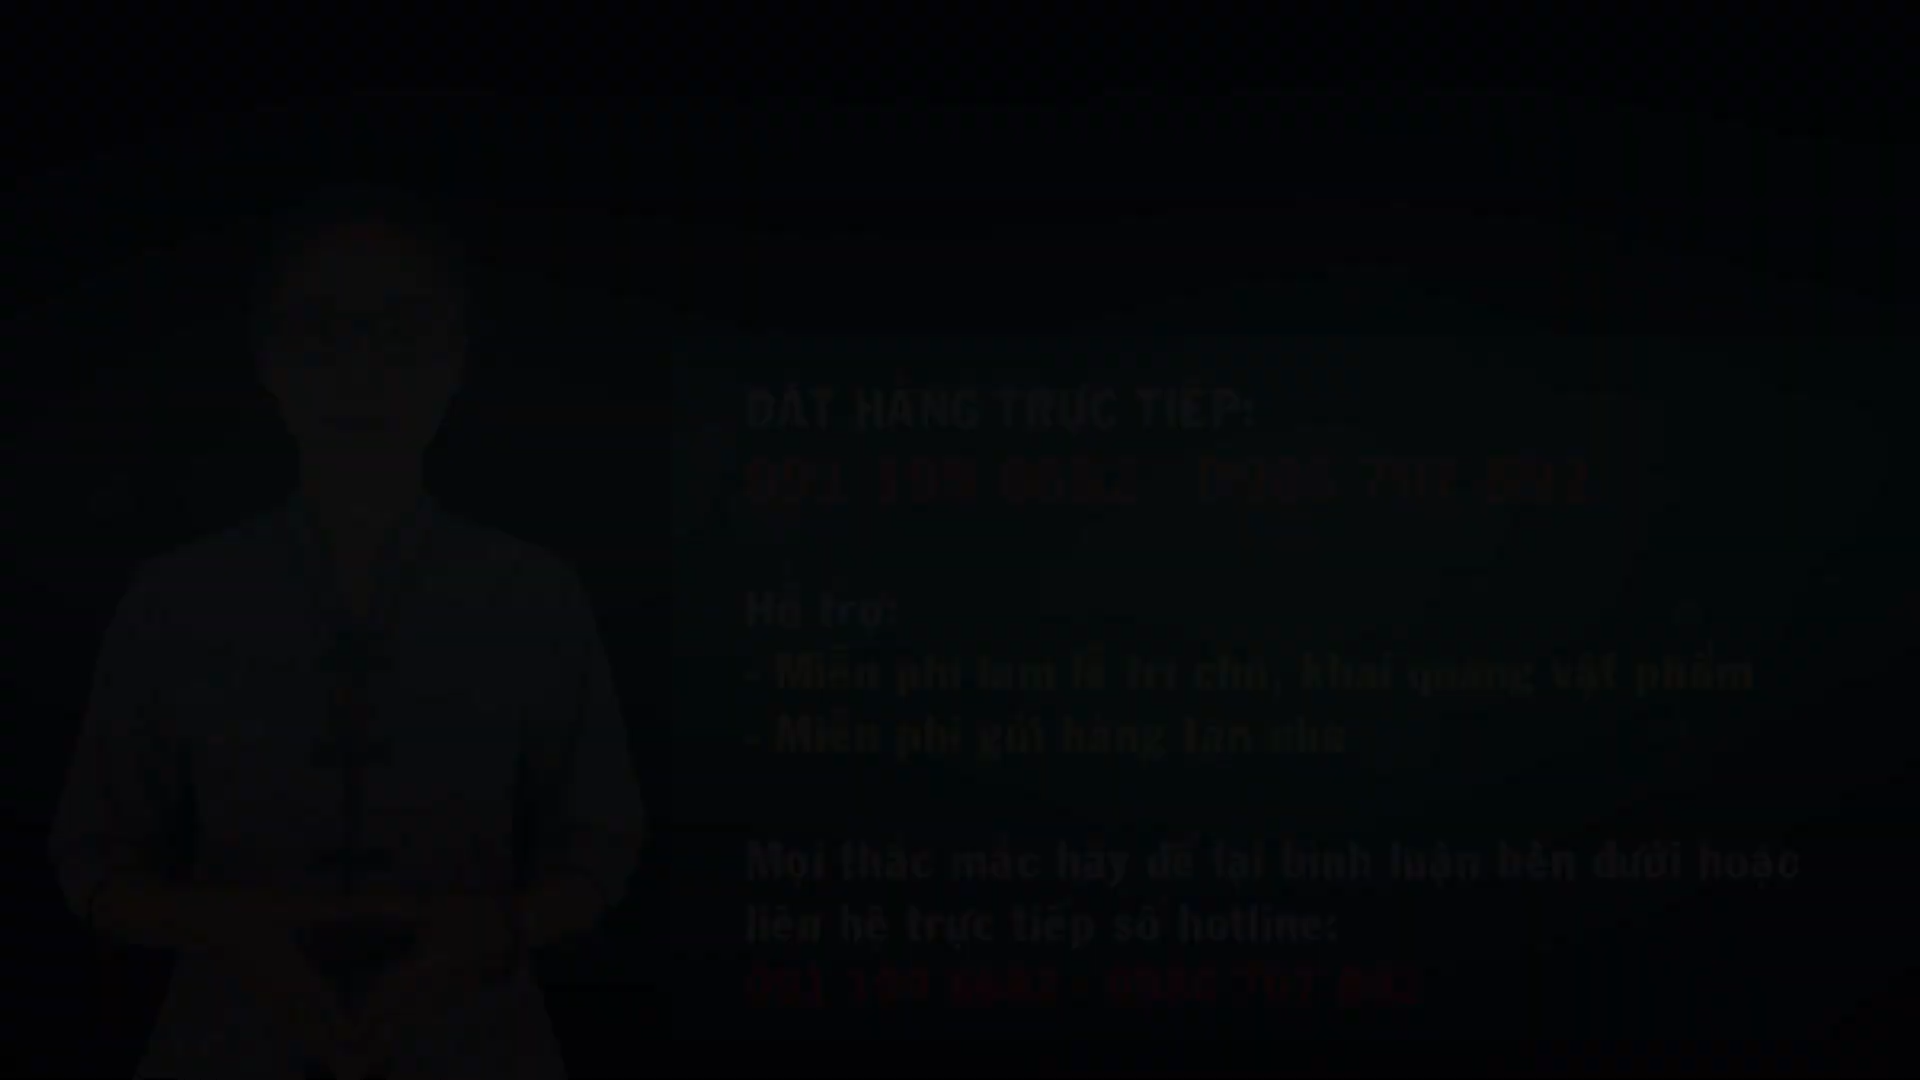 ĐẶT HÀNG TRỰC TIẾP:
Hỗ trợ:
- Miễn phí làm lễ trì chú, khai quang vật phẩm
- Miễn phí gửi hàng tận nhà
Mọi thắc mắc hãy để lại bình luận bên dưới hoặc
liên hệ trực tiếp số hotline: